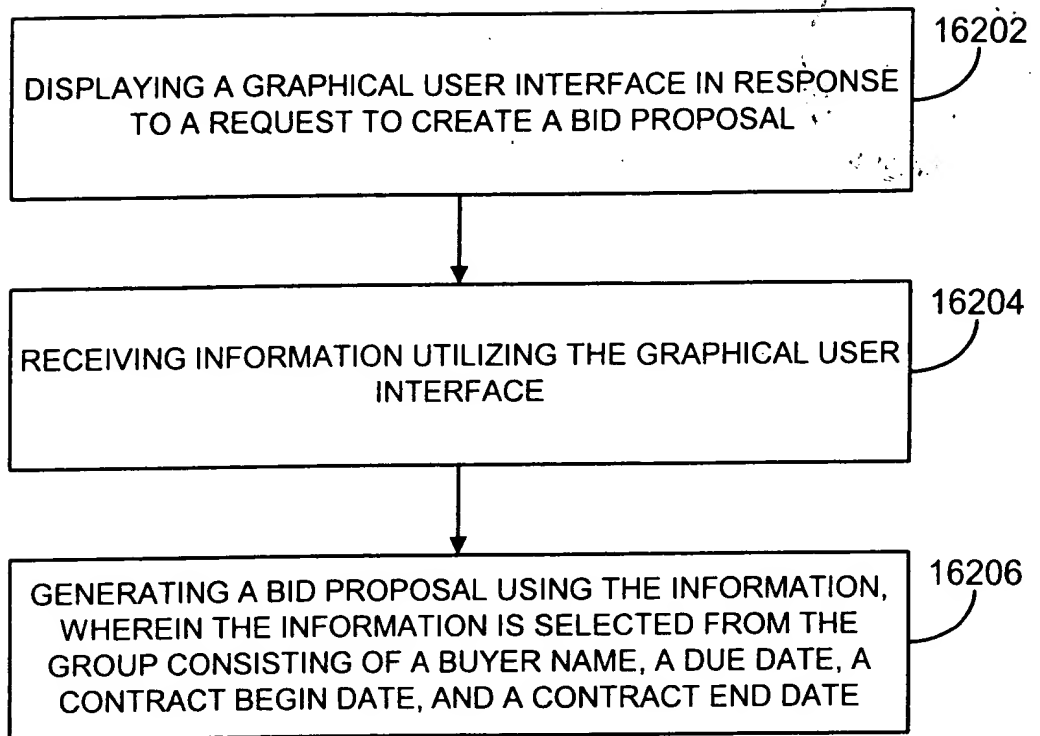 16202
DISPLAYING A GRAPHICAL USER INTERFACE IN RESPONSE
TO A REQUEST TO CREATE A BID PROPOSAL
16204
RECEIVING INFORMATION UTILIZING THE GRAPHICAL USER
INTERFACE
16206
GENERATING A BID PROPOSAL USING THE INFORMATION,
WHEREIN THE INFORMATION IS SELECTED FROM THE
GROUP CONSISTING OF A BUYER NAME, A DUE DATE, A
CONTRACT BEGIN DATE, AND A CONTRACT END DATE